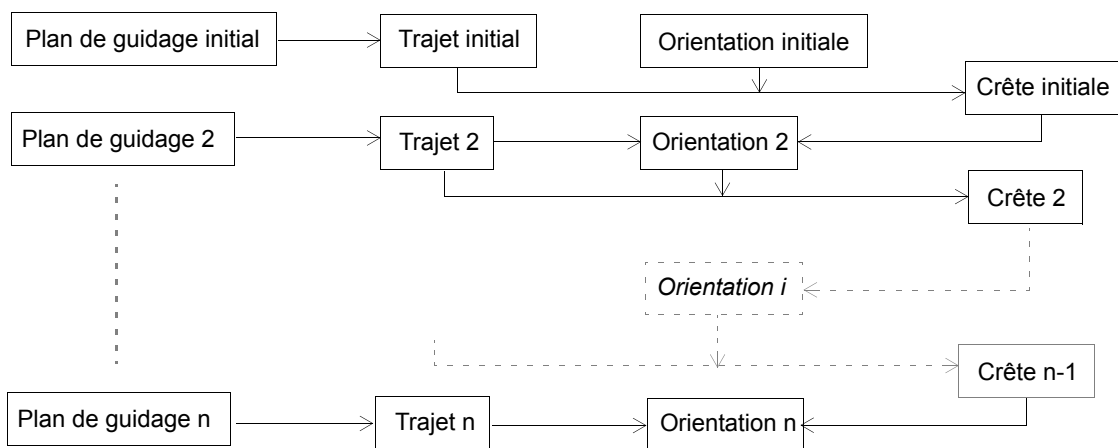 Plan de guidage initial
Trajet initial
Orientation initiale
Crête initiale
Plan de guidage 2
Trajet 2
Orientation 2
Crête 2
Orientation i
Crête n-1
Plan de guidage n
Trajet n
Orientation n